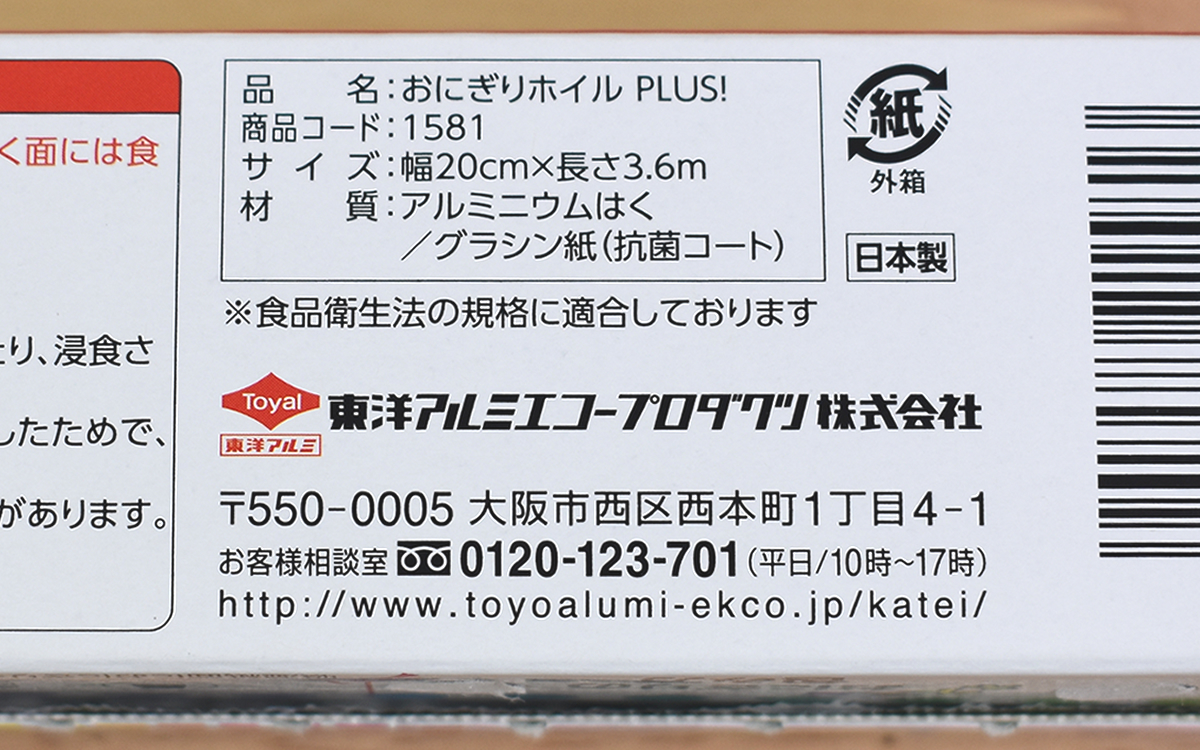 く面には食
り、浸食さ
したためで、
があります。
品　　名：おにぎりホイル PLUS!
商品コード：1581
サ イ ズ：幅20cm×長さ3.6m
材　　質：アルミニウムはく
／グラシン紙（抗菌コート）
※食品衛生法の規格に適合しております
紙
外箱
日本製
Toyal
東洋アルミ
東洋アルミエコープロダクツ 株式会社
〒550-0005 大阪市西区西本町1丁目4-1
お客様相談室 0120-123-701（平日/10時〜17時）
http://www.toyoalumi-ekco.jp/katei/